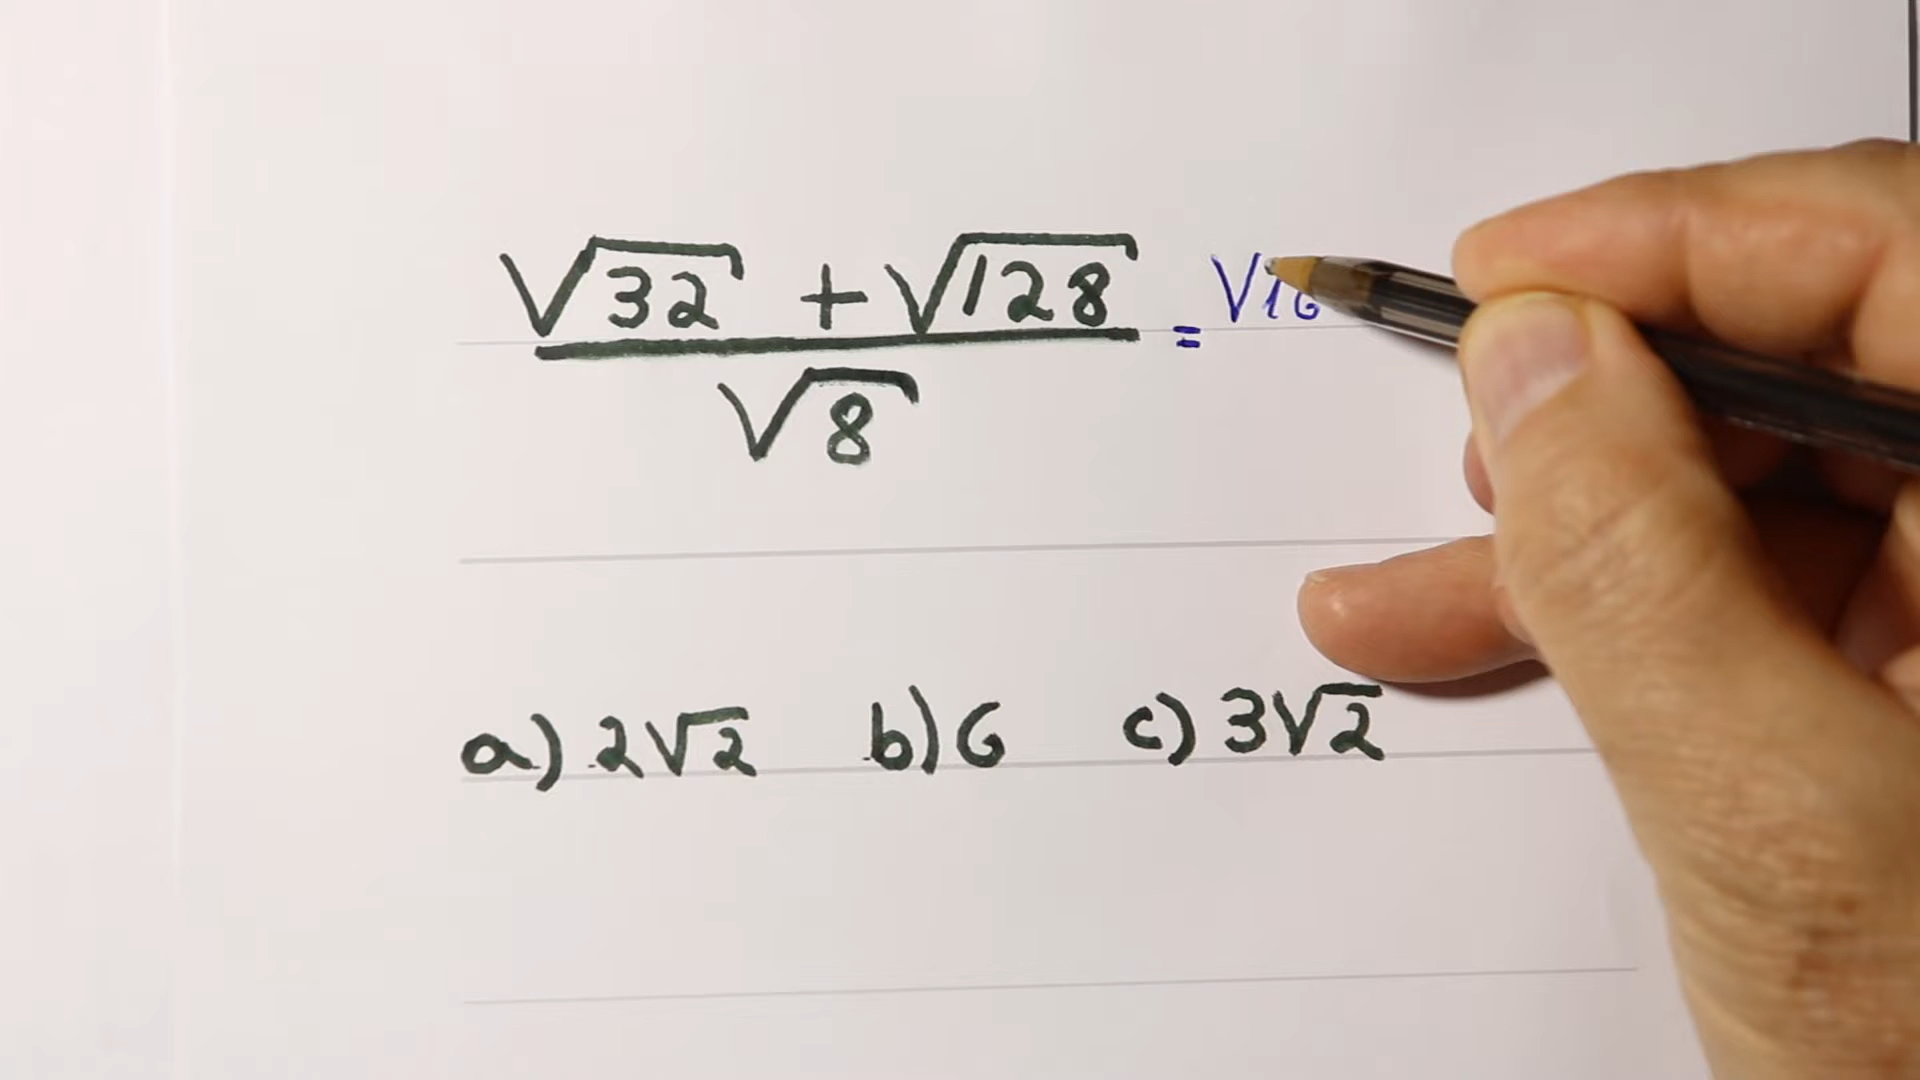 √32 + √128 = √16
√8
a) 2√2 b) 6 c) 3√2